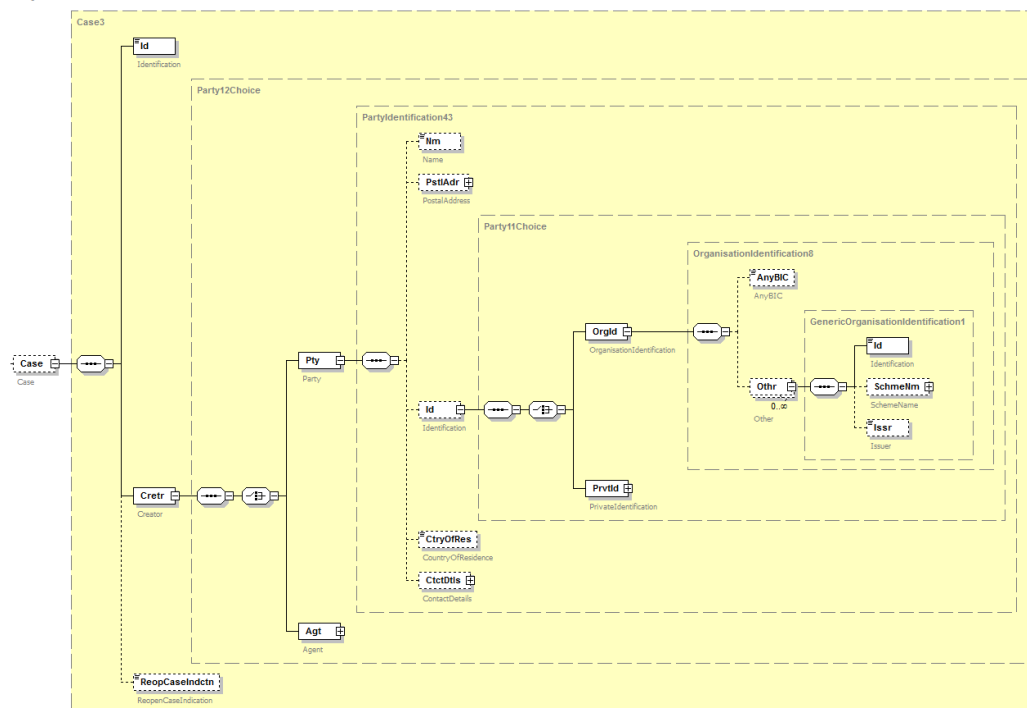 Case3
Id
Identification
Party12Choice
PartyIdentification43
Nm
Name
PstlAdr
PostalAddress
Party11Choice
OrganisationIdentification8
AnyBIC
AnyBIC
GenericOrganisationIdentification1
OrgId
OrganisationIdentification
Id
Identification
Case
Case
Pty
Party
Othr
0..∞
Other
SchmeNm
SchemeName
Id
Identification
Issr
Issuer
Cretr
Creator
PrvtId
PrivateIdentification
CtryOfRes
CountryOfResidence
CtctDtls
ContactDetails
Agt
Agent
ReopCaseIndctn
ReopenCaseIndication